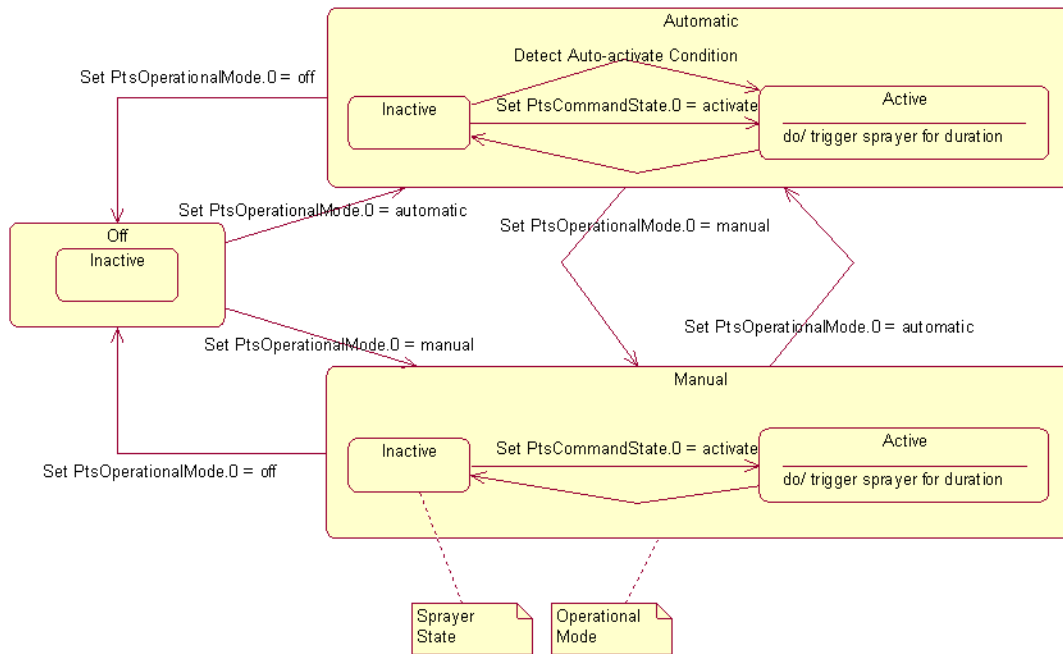 Automatic
Detect Auto-activate Condition
Set PtsOperationalMode.0 = off
Inactive
Set PtsCommandState.0 = activate
Active
do/ trigger sprayer for duration
Set PtsOperationalMode.0 = automatic
Set PtsOperationalMode.0 = manual
Off
Inactive
Set PtsOperationalMode.0 = automatic
Set PtsOperationalMode.0 = manual
Manual
Inactive
Set PtsCommandState.0 = activate
Active
do/ trigger sprayer for duration
Set PtsOperationalMode.0 = off
Sprayer
State
Operational
Mode